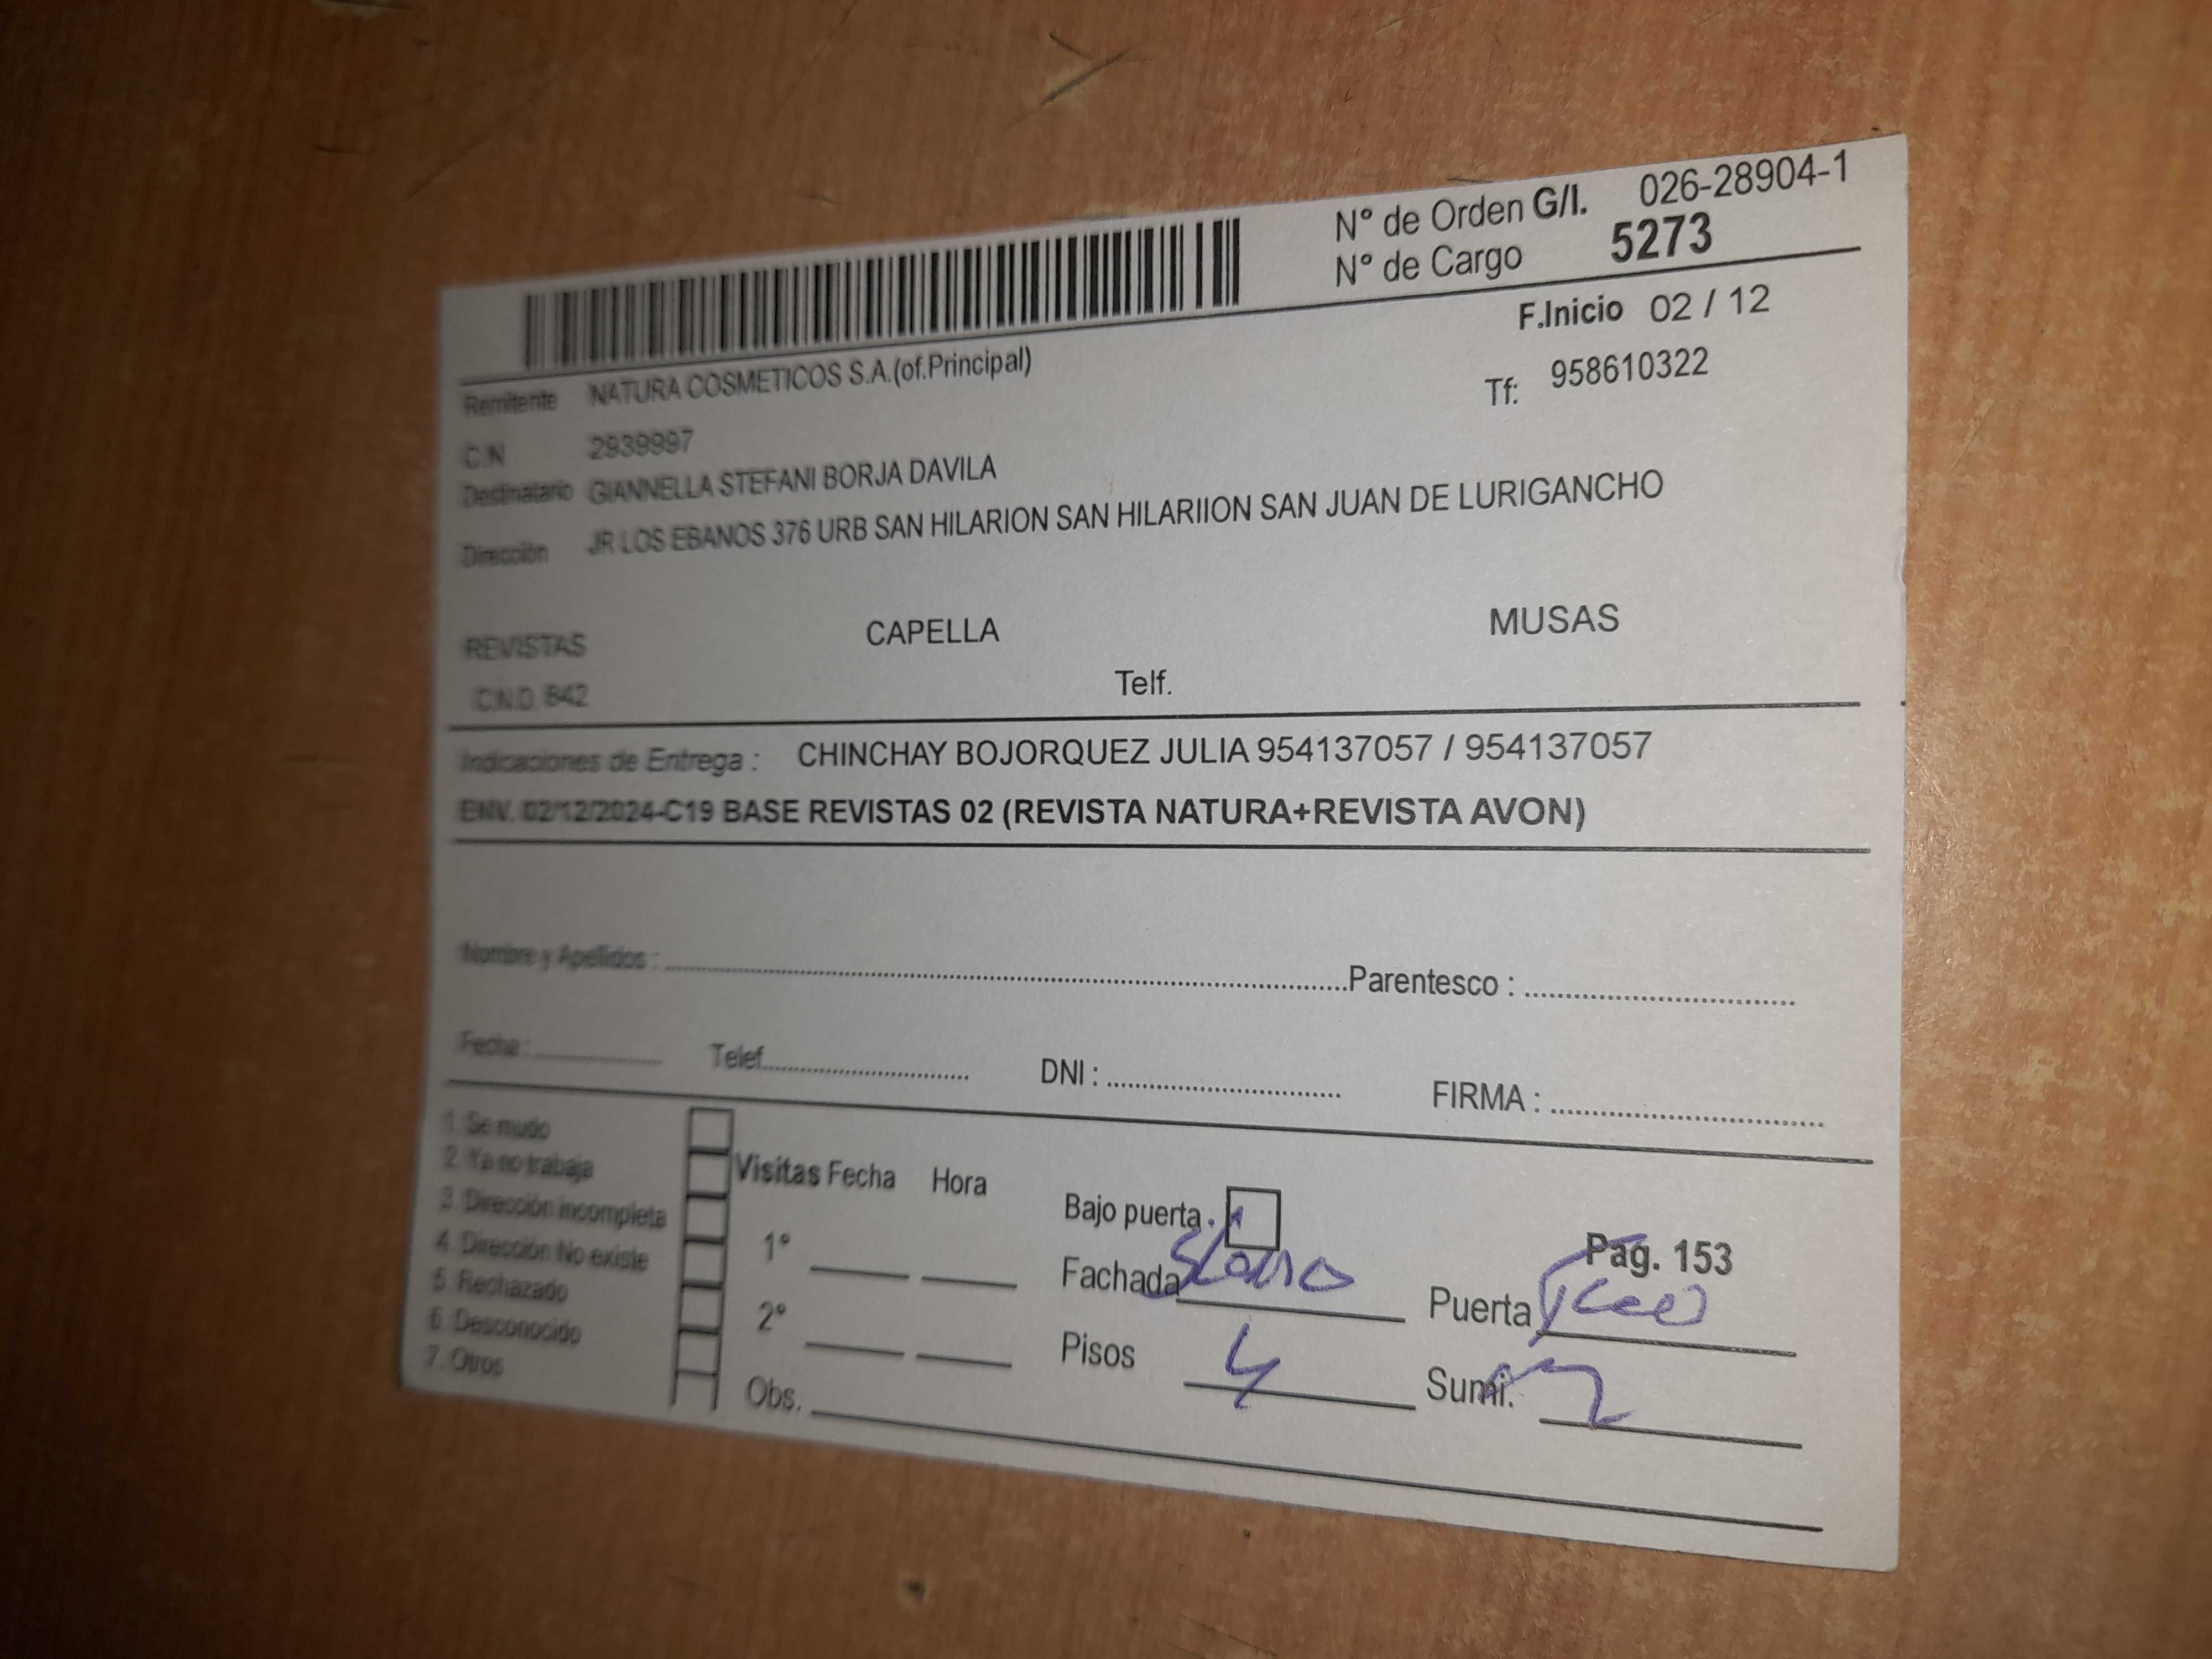 N° de Orden G/I. 026-28904-1
N° de Cargo 5273
F.Inicio 02 / 12
Remitente NATURA COSMETICOS S.A.(of.Principal)
Tf: 958610322
C.N 2939997
Destinatario GIANNELLA STEFANI BORJA DAVILA
Dirección JR LOS EBANOS 376 URB SAN HILARION SAN HILARIION SAN JUAN DE LURIGANCHO
REVISTAS CAPELLA MUSAS
C.N.D. 842 Telf.
Indicaciones de Entrega : CHINCHAY BOJORQUEZ JULIA 954137057 / 954137057
ENV. 02/12/2024-C19 BASE REVISTAS 02 (REVISTA NATURA+REVISTA AVON)
Nombre y Apellidos : Parentesco :
Fecha : Telef. DNI : FIRMA :
1. Se mudo
2. Ya no trabaja
3. Dirección incompleta
4. Dirección No existe
5. Rechazado
6. Desconocido
7. Otros
Visitas Fecha Hora
1°
2°
Obs.
Bajo puerta.
Pag. 153
Fachada
Puerta
Pisos 4
Sumi.